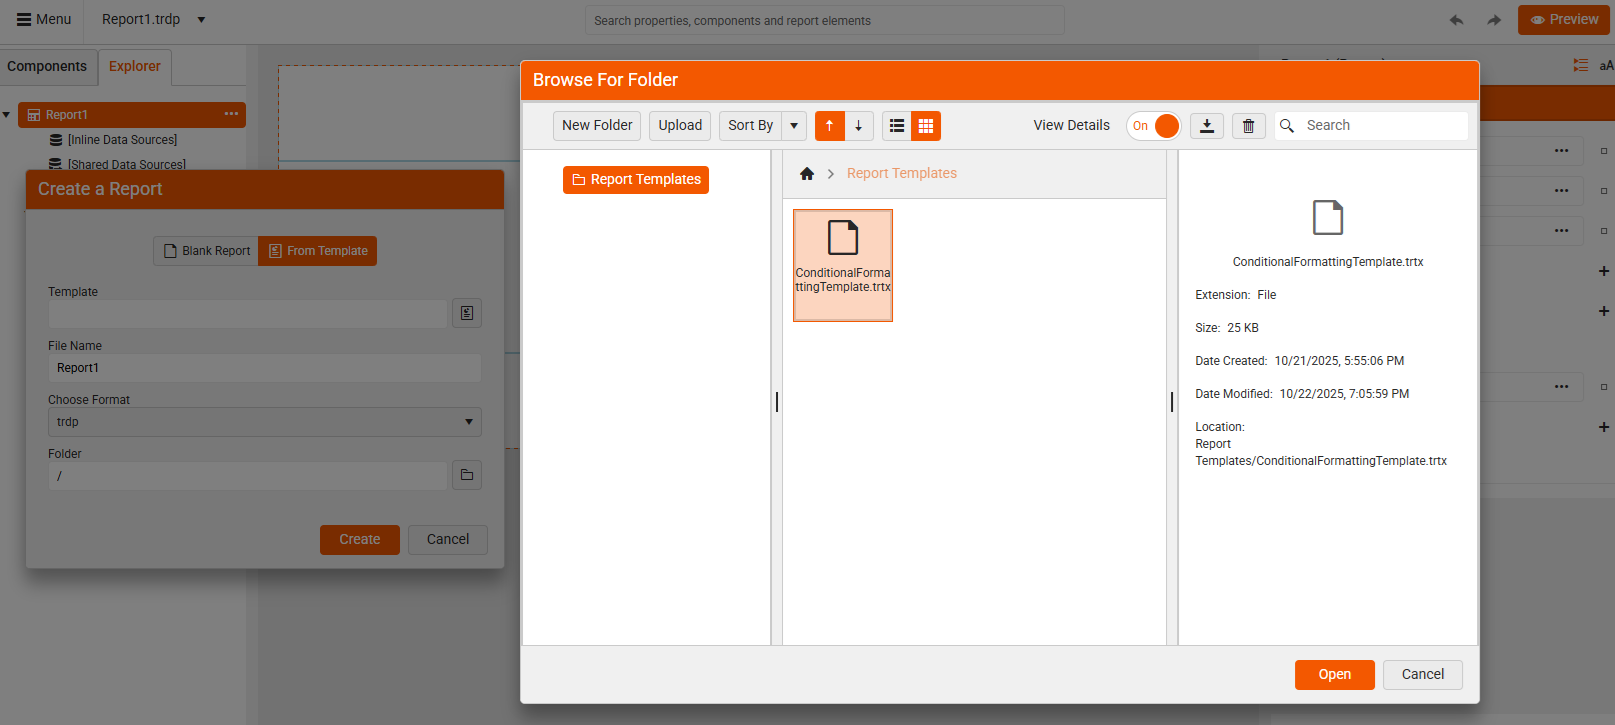 Menu
Report1.trdp
Search properties, components and report elements
Preview
Components
Explorer
aA
Report1
[Inline Data Sources]
[Shared Data Sources]
Create a Report
Blank Report
From Template
Template
File Name
Report1
Choose Format
trdp
Folder
/
Create
Cancel
Browse For Folder
New Folder
Upload
Sort By
View Details
On
Search
Report Templates
Report Templates
ConditionalForma
ttingTemplate.trtx
ConditionalFormattingTemplate.trtx
Extension: File
Size: 25 KB
Date Created: 10/21/2025, 5:55:06 PM
Date Modified: 10/22/2025, 7:05:59 PM
Location:
Report
Templates/ConditionalFormattingTemplate.trtx
Open
Cancel